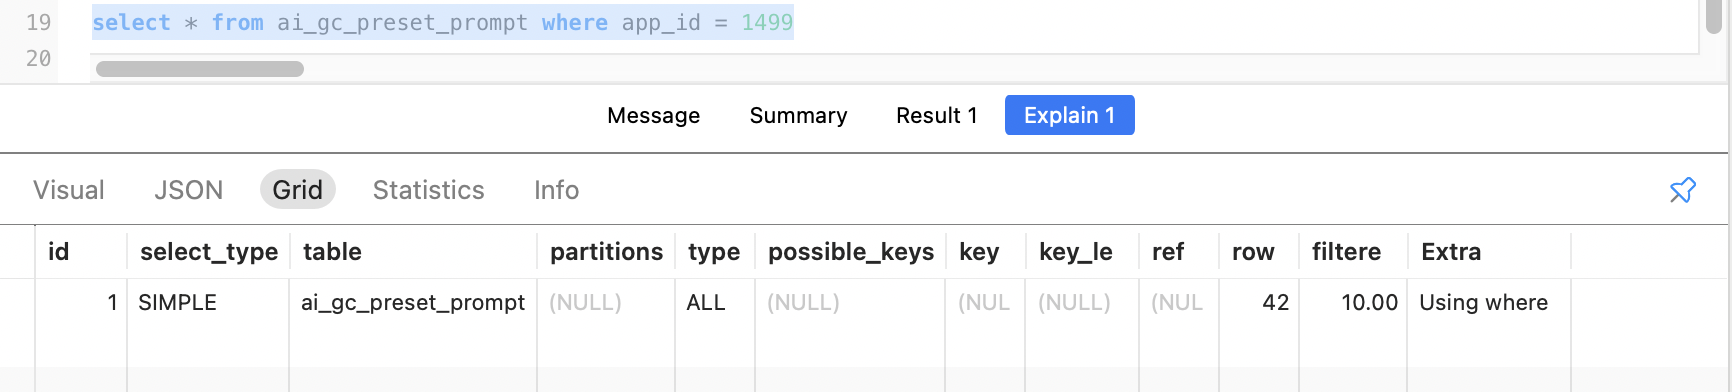 19 select * from ai_gc_preset_prompt where app_id = 1499
20
Message Summary Result 1 Explain 1
Visual JSON Grid Statistics Info
id select_type table partitions type possible_keys key key_le ref row filtere Extra
1 SIMPLE ai_gc_preset_prompt (NULL) ALL (NULL) (NUL (NULL) (NUL 42 10.00 Using where